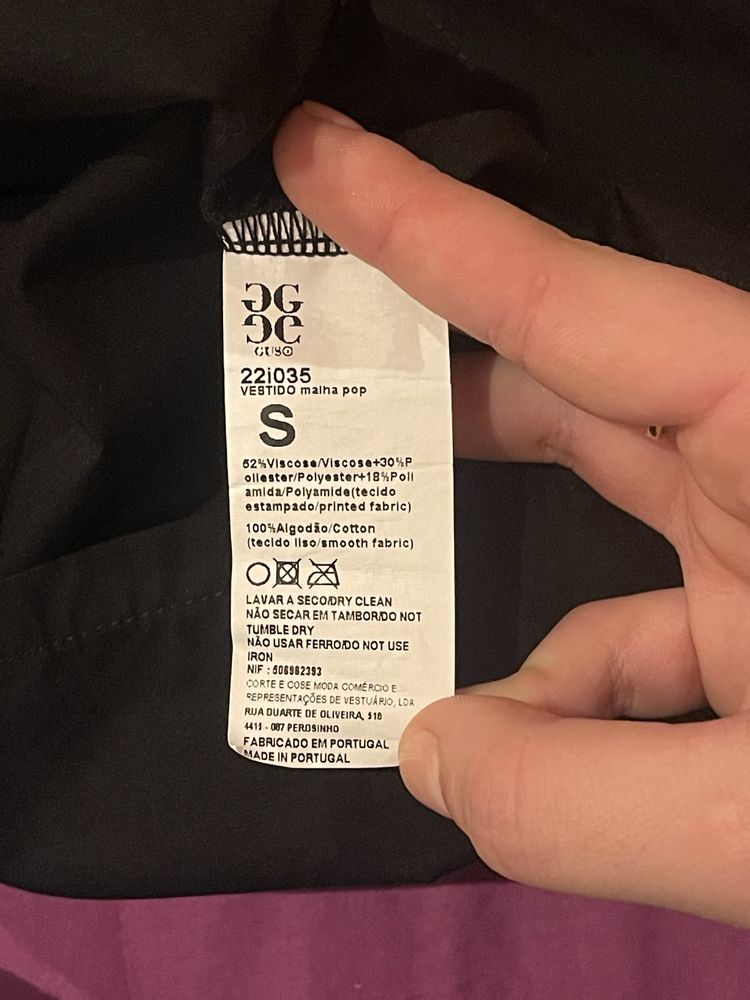 GUSO
22i035
VESTIDO malha pop
S
52%Viscose/Viscose+30%P
oliester/Polyester+18%Poli
amida/Polyamide(tecido
estampado/printed fabric)
100%Algodão/Cotton
(tecido liso/smooth fabric)
LAVAR A SECO/DRY CLEAN
NÃO SECAR EM TAMBOR/DO NOT
TUMBLE DRY
NÃO USAR FERRO/DO NOT USE
IRON
NIF : 506962393
CORTE E COSE MODA COMÉRCIO E
REPRESENTAÇÕES DE VESTUÁRIO, LDA
RUA DUARTE DE OLIVEIRA, 518
4415 - 087 PEROSINHO
FABRICADO EM PORTUGAL
MADE IN PORTUGAL